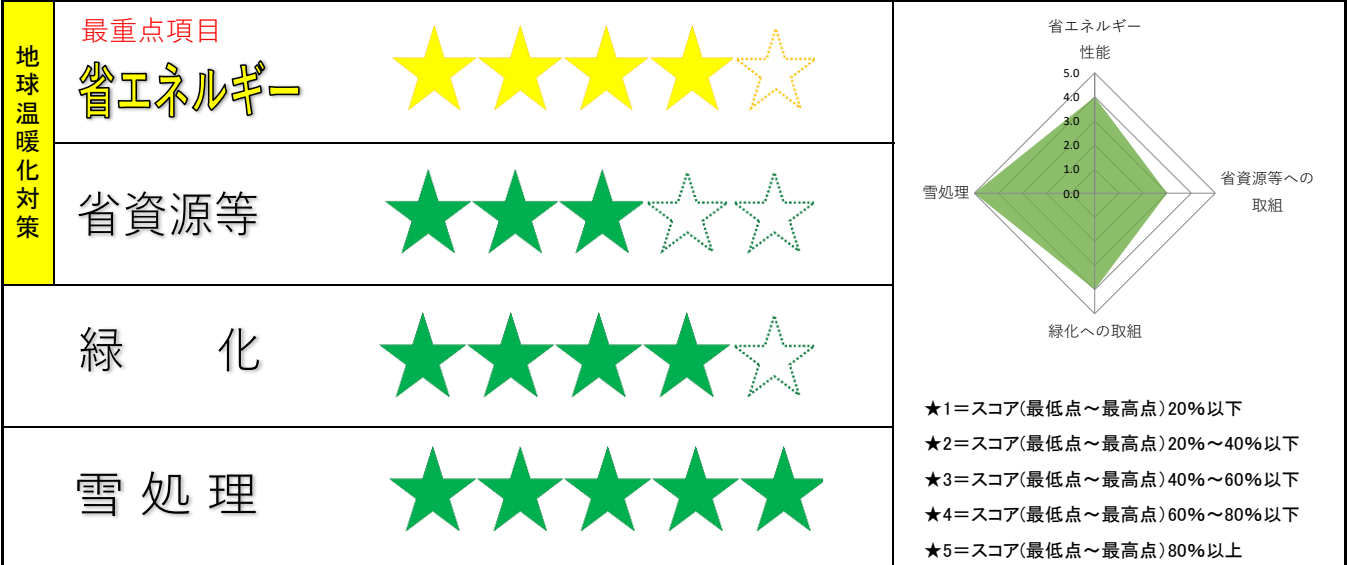 地球温暖化対策
最重点項目
省エネルギー
省資源等
緑　化
雪処理
省エネルギー
性能
5.0
4.0
3.0
2.0
1.0
0.0
雪処理
省資源等への
取組
緑化への取組
★1＝スコア(最低点～最高点)20%以下
★2＝スコア(最低点～最高点)20%～40%以下
★3＝スコア(最低点～最高点)40%～60%以下
★4＝スコア(最低点～最高点)60%～80%以下
★5＝スコア(最低点～最高点)80%以上